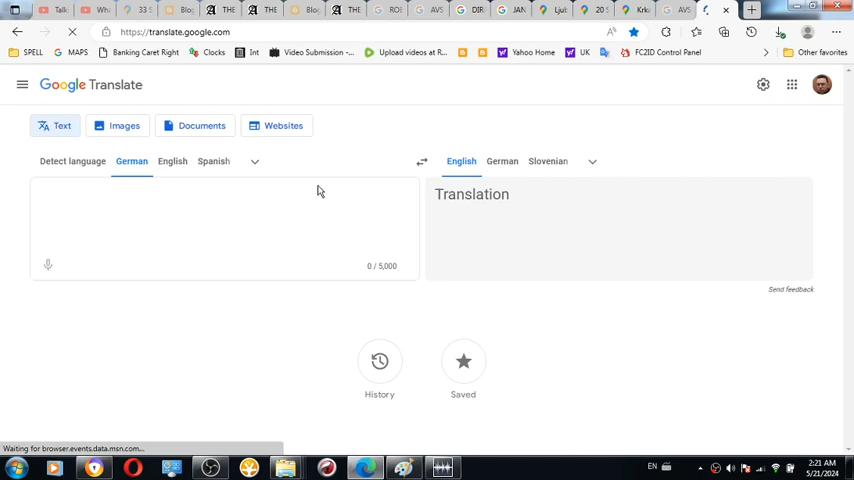 Talk
Wha
33 S
Blog
THE
THE
Blog
THE
ROE
AVS
DIR
JAN
Ljul
20 S
Krk
AVS
https://translate.google.com
SPELL
MAPS
Banking Caret Right
Clocks
Int
Video Submission -...
Upload videos at R...
Yahoo Home
UK
FC2ID Control Panel
Other favorites
Google Translate
Text
Images
Documents
Websites
Detect language
German
English
Spanish
English
German
Slovenian
Translation
0 / 5,000
Send feedback
History
Saved
Waiting for browser.events.data.msn.com...
EN
2:21 AM
5/21/2024